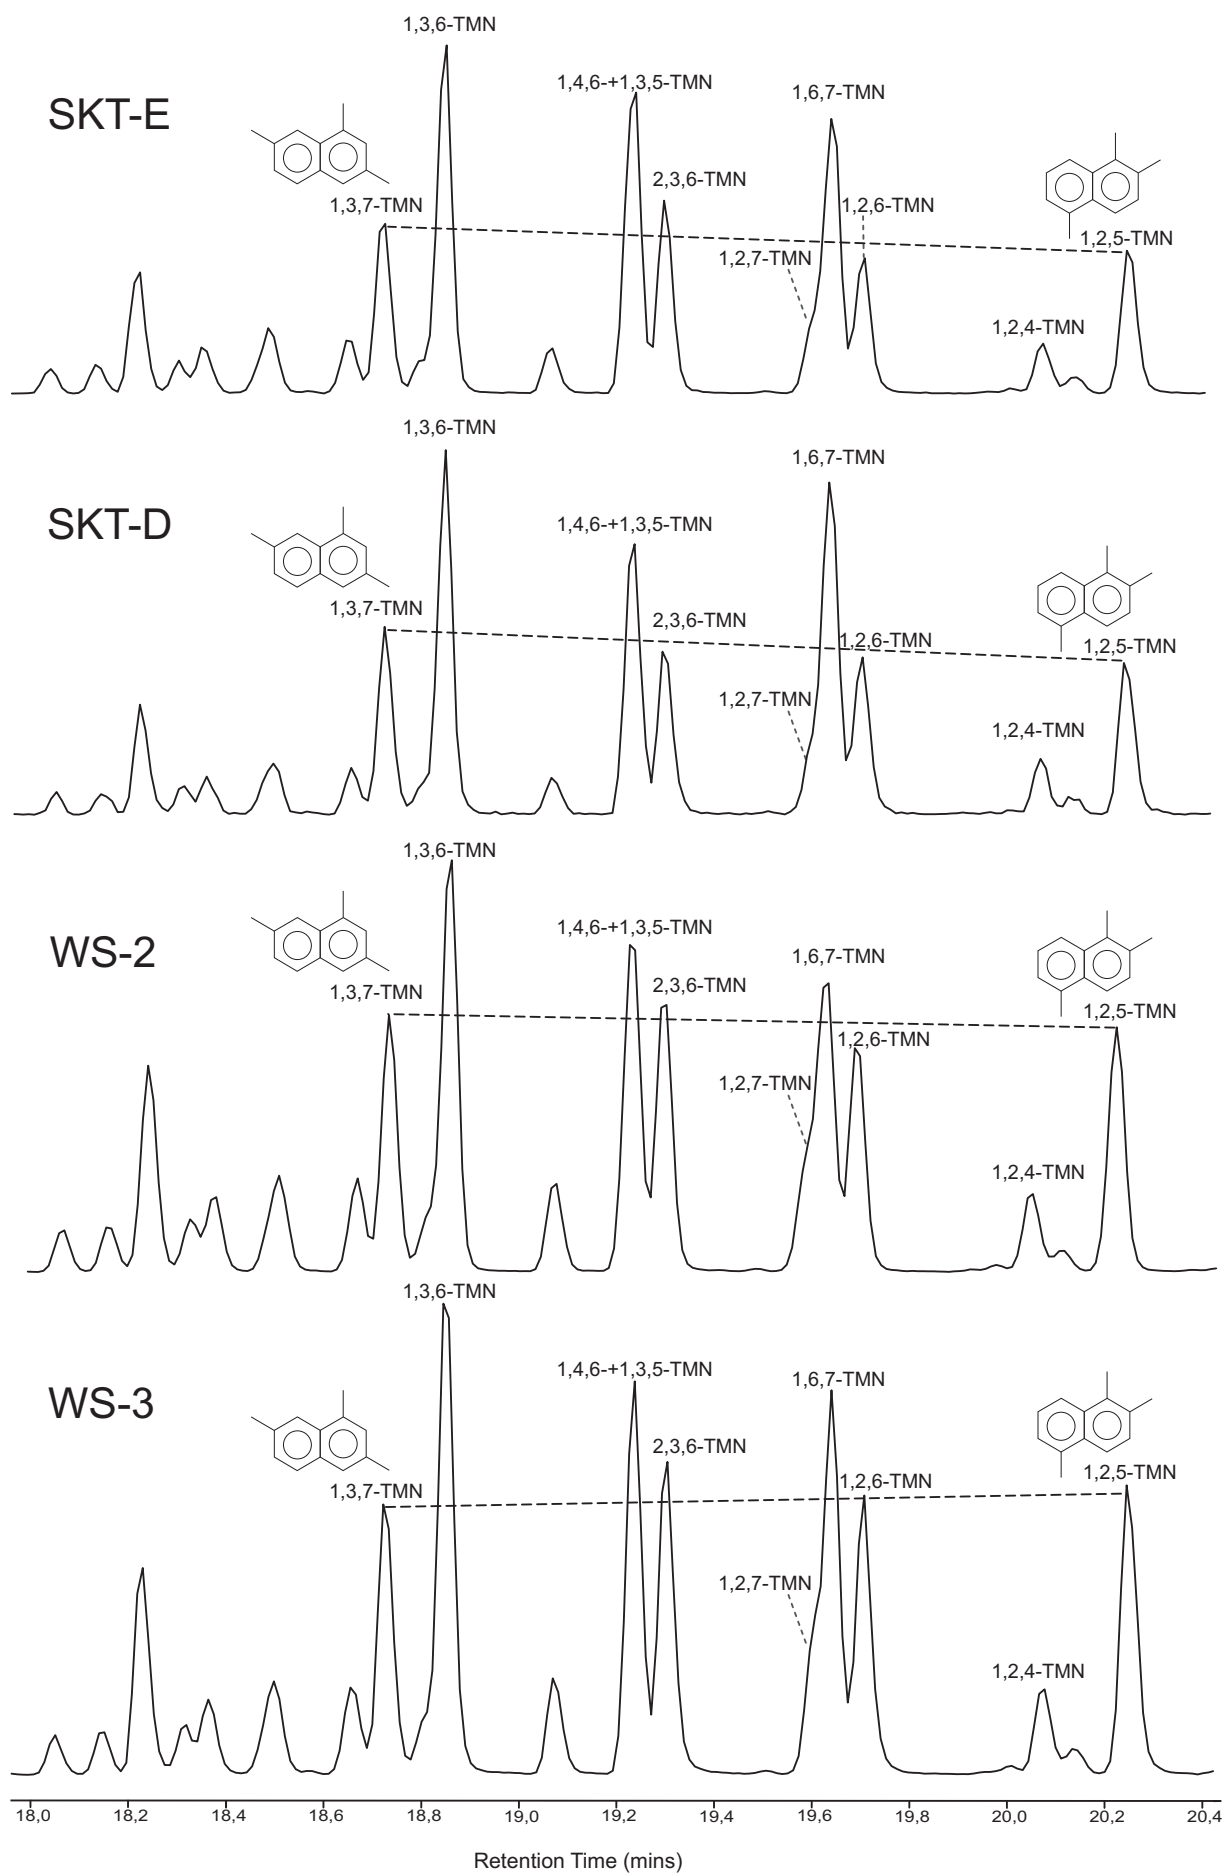 1,3,6-TMN
SKT-E
1,4,6-+1,3,5-TMN
1,6,7-TMN
2,3,6-TMN
1,3,7-TMN
1,2,6-TMN
1,2,5-TMN
1,2,7-TMN
1,2,4-TMN
1,3,6-TMN
SKT-D
1,6,7-TMN
1,4,6-+1,3,5-TMN
1,3,7-TMN
2,3,6-TMN
1,2,6-TMN
1,2,5-TMN
1,2,7-TMN
1,2,4-TMN
1,3,6-TMN
WS-2
1,4,6-+1,3,5-TMN
1,6,7-TMN
2,3,6-TMN
1,3,7-TMN
1,2,5-TMN
1,2,6-TMN
1,2,7-TMN
1,2,4-TMN
1,3,6-TMN
WS-3
1,4,6-+1,3,5-TMN
1,6,7-TMN
2,3,6-TMN
1,2,5-TMN
1,2,6-TMN
1,3,7-TMN
1,2,7-TMN
1,2,4-TMN
18,0 18,2 18,4 18,6 18,8 19,0 19,2 19,4 19,6 19,8 20,0 20,2 20,4
Retention Time (mins)